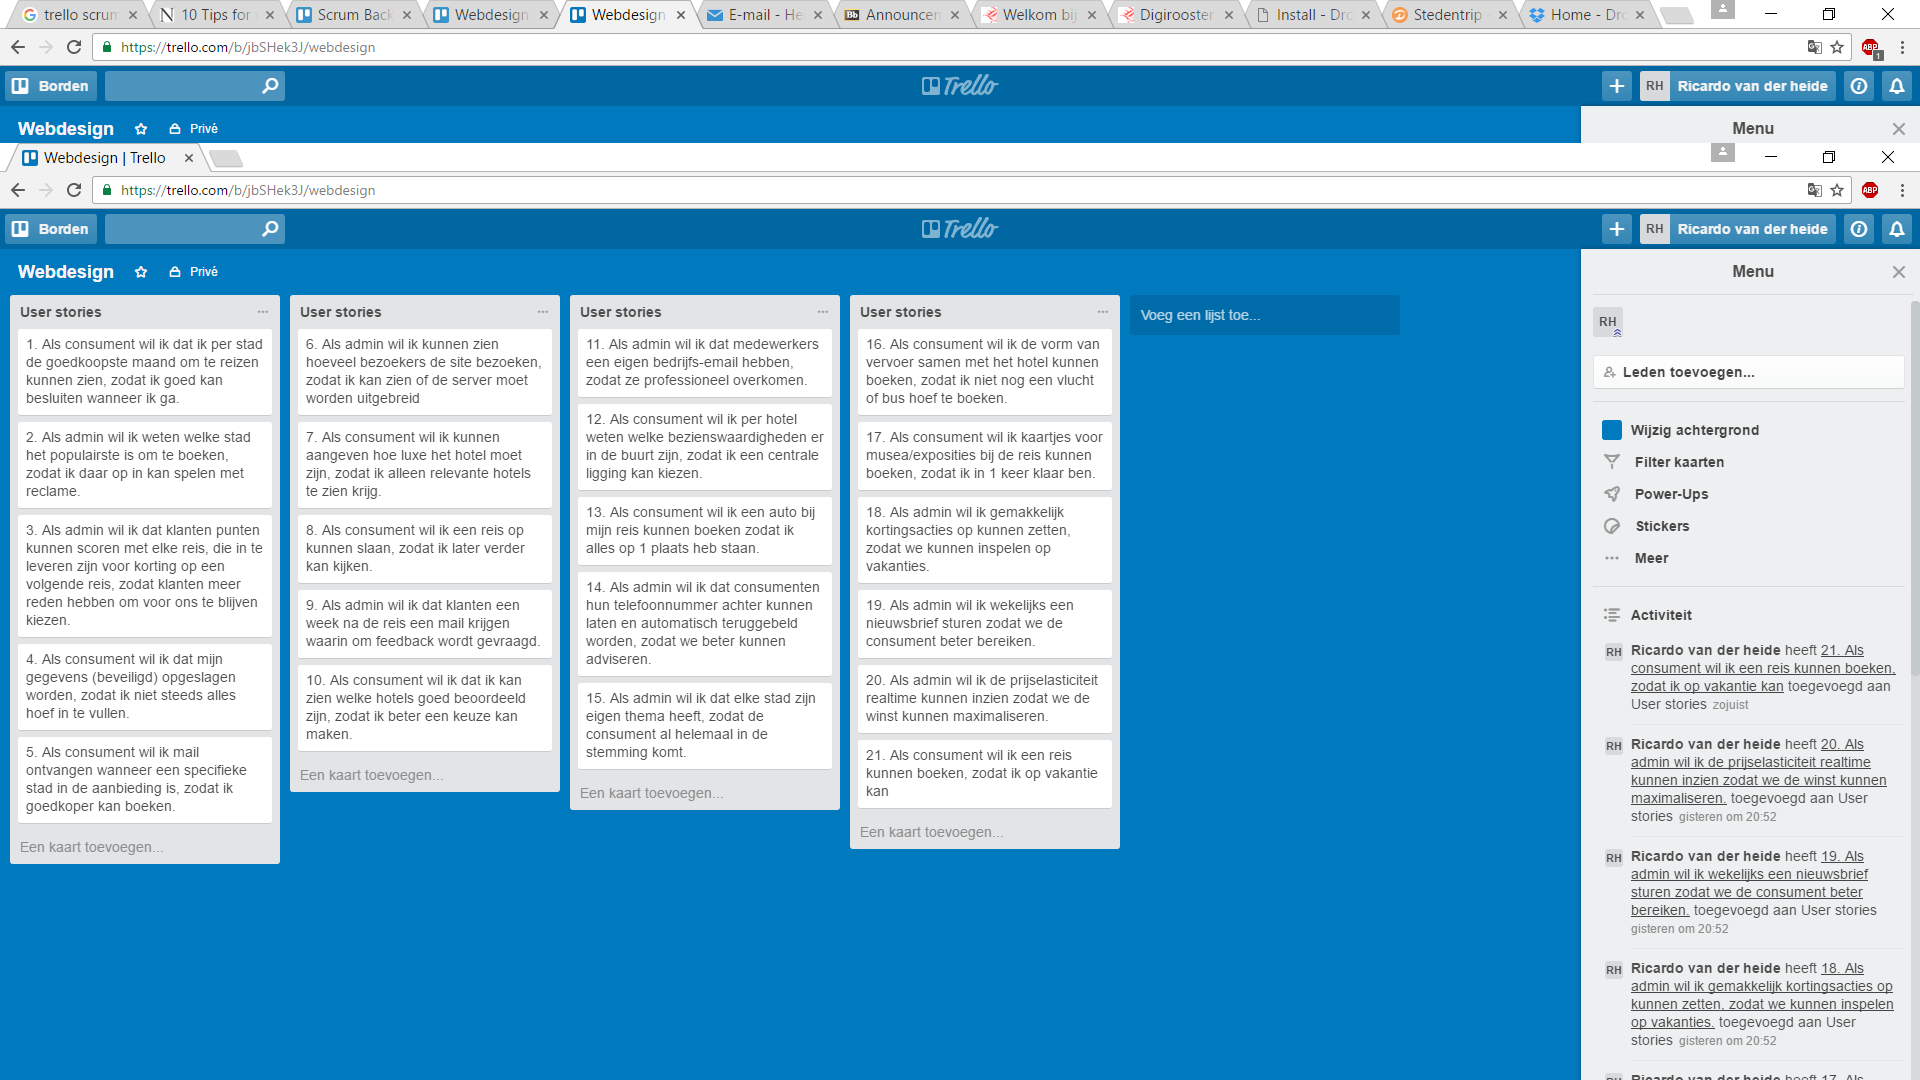 trello scrum
10 Tips for
Scrum Back
Webdesign
Webdesign
E-mail - He
Announcem
Welkom bij
Digirooster
Install - Dro
Stedentrip -
Home - Dro
https://trello.com/b/jbSHek3J/webdesign
ABP
1
Borden
Trello
RH
Ricardo van der heide
Webdesign
Privé
Menu
Webdesign | Trello
https://trello.com/b/jbSHek3J/webdesign
ABP
Borden
Trello
RH
Ricardo van der heide
Webdesign
Privé
User stories
1. Als consument wil ik dat ik per stad
de goedkoopste maand om te reizen
kunnen zien, zodat ik goed kan
besluiten wanneer ik ga.
2. Als admin wil ik weten welke stad
het populairste is om te boeken,
zodat ik daar op in kan spelen met
reclame.
3. Als admin wil ik dat klanten punten
kunnen scoren met elke reis, die in te
leveren zijn voor korting op een
volgende reis, zodat klanten meer
reden hebben om voor ons te blijven
kiezen.
4. Als consument wil ik dat mijn
gegevens (beveiligd) opgeslagen
worden, zodat ik niet steeds alles
hoef in te vullen.
5. Als consument wil ik mail
ontvangen wanneer een specifieke
stad in de aanbieding is, zodat ik
goedkoper kan boeken.
Een kaart toevoegen...
User stories
6. Als admin wil ik kunnen zien
hoeveel bezoekers de site bezoeken,
zodat ik kan zien of de server moet
worden uitgebreid
7. Als consument wil ik kunnen
aangeven hoe luxe het hotel moet
zijn, zodat ik alleen relevante hotels
te zien krijg.
8. Als consument wil ik een reis op
kunnen slaan, zodat ik later verder
kan kijken.
9. Als admin wil ik dat klanten een
week na de reis een mail krijgen
waarin om feedback wordt gevraagd.
10. Als consument wil ik dat ik kan
zien welke hotels goed beoordeeld
zijn, zodat ik beter een keuze kan
maken.
Een kaart toevoegen...
User stories
11. Als admin wil ik dat medewerkers
een eigen bedrijfs-email hebben,
zodat ze professioneel overkomen.
12. Als consument wil ik per hotel
weten welke bezienswaardigheden er
in de buurt zijn, zodat ik een centrale
ligging kan kiezen.
13. Als consument wil ik een auto bij
mijn reis kunnen boeken zodat ik
alles op 1 plaats heb staan.
14. Als admin wil ik dat consumenten
hun telefoonnummer achter kunnen
laten en automatisch teruggebeld
worden, zodat we beter kunnen
adviseren.
15. Als admin wil ik dat elke stad zijn
eigen thema heeft, zodat de
consument al helemaal in de
stemming komt.
Een kaart toevoegen...
User stories
16. Als consument wil ik de vorm van
vervoer samen met het hotel kunnen
boeken, zodat ik niet nog een vlucht
of bus hoef te boeken.
17. Als consument wil ik kaartjes voor
musea/exposities bij de reis kunnen
boeken, zodat ik in 1 keer klaar ben.
18. Als admin wil ik gemakkelijk
kortingsacties op kunnen zetten,
zodat we kunnen inspelen op
vakanties.
19. Als admin wil ik wekelijks een
nieuwsbrief sturen zodat we de
consument beter bereiken.
20. Als admin wil ik de prijselasticiteit
realtime kunnen inzien zodat we de
winst kunnen maximaliseren.
21. Als consument wil ik een reis
kunnen boeken, zodat ik op vakantie
kan
Een kaart toevoegen...
Voeg een lijst toe...
Menu
RH
Leden toevoegen...
Wijzig achtergrond
Filter kaarten
Power-Ups
Stickers
Meer
Activiteit
RH
Ricardo van der heide heeft 21. Als
consument wil ik een reis kunnen boeken,
zodat ik op vakantie kan toegevoegd aan
User stories zojuist
RH
Ricardo van der heide heeft 20. Als
admin wil ik de prijselasticiteit realtime
kunnen inzien zodat we de winst kunnen
maximaliseren. toegevoegd aan User
stories gisteren om 20:52
RH
Ricardo van der heide heeft 19. Als
admin wil ik wekelijks een nieuwsbrief
sturen zodat we de consument beter
bereiken. toegevoegd aan User stories
gisteren om 20:52
RH
Ricardo van der heide heeft 18. Als
admin wil ik gemakkelijk kortingsacties op
kunnen zetten, zodat we kunnen inspelen
op vakanties. toegevoegd aan User
stories gisteren om 20:52
RH
Ricardo van der heide heeft 17. Als